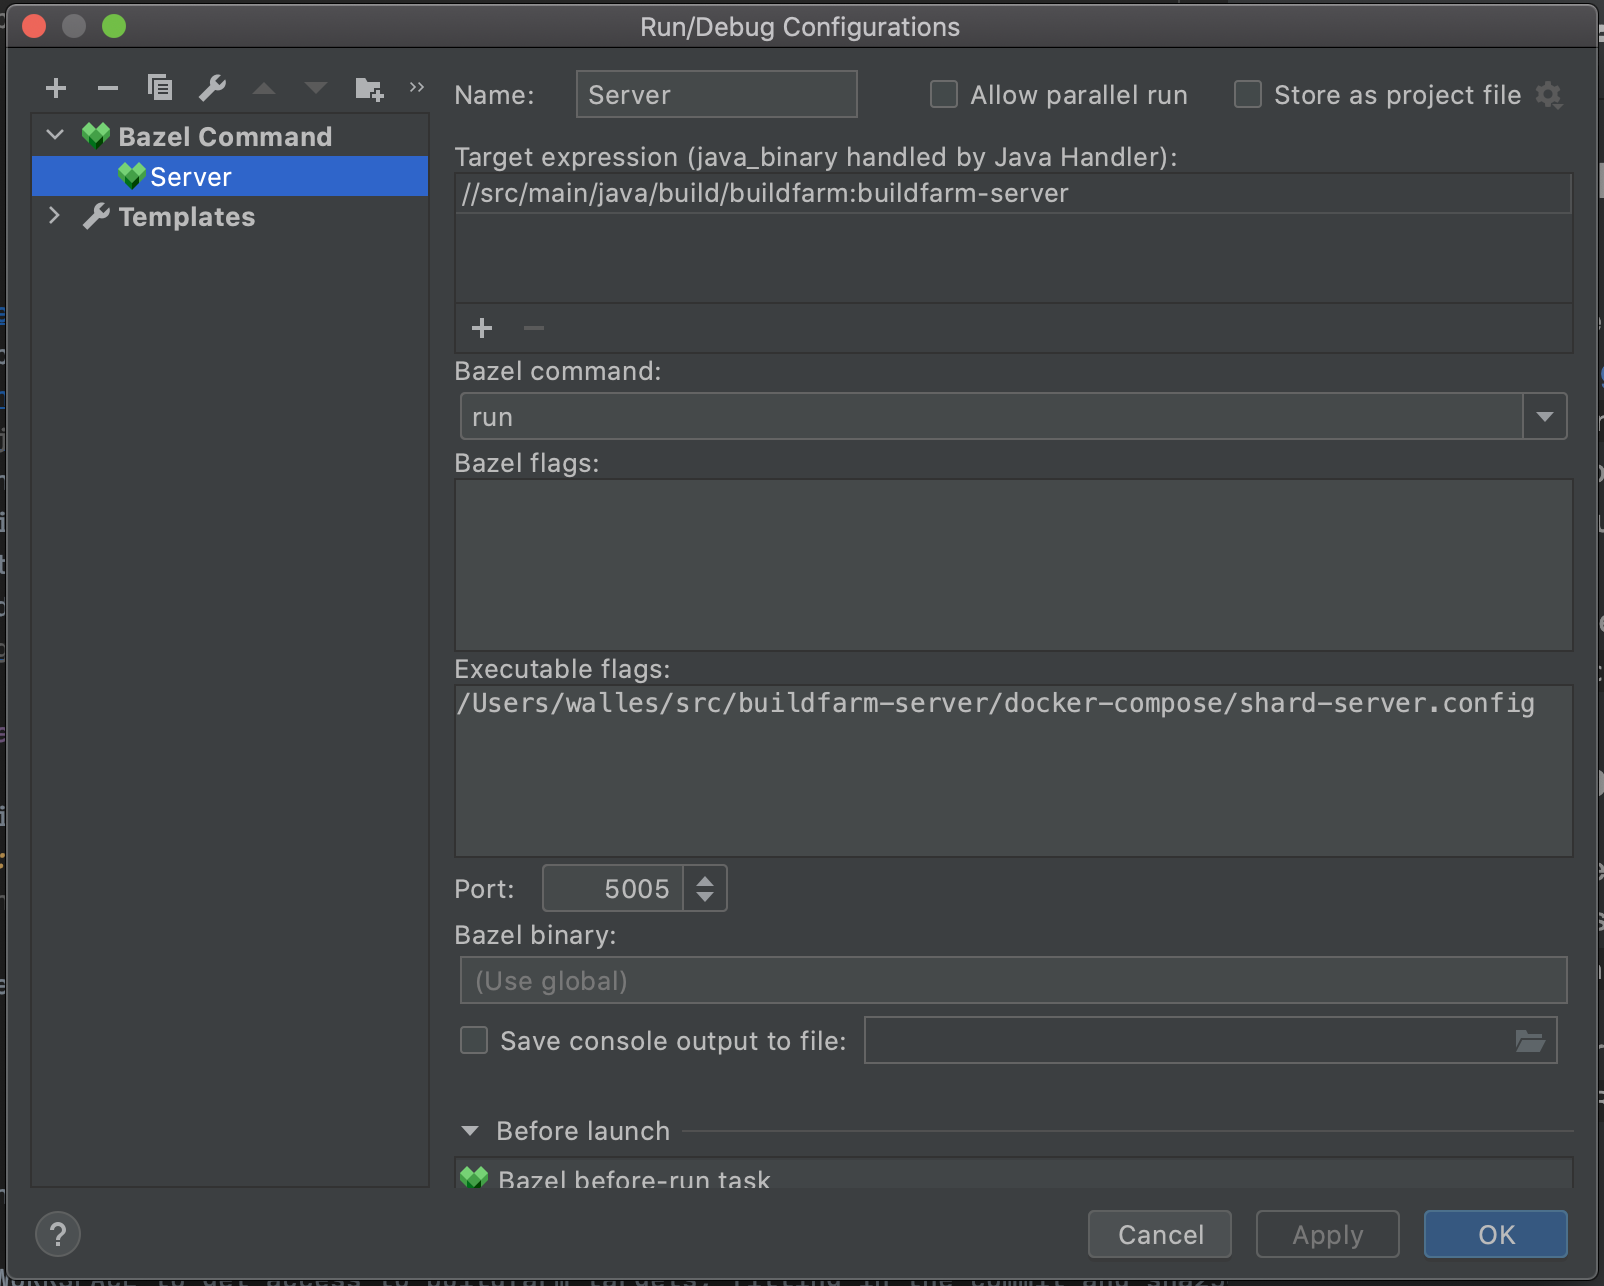 Run/Debug Configurations
Name: Server Allow parallel run Store as project file
Bazel Command
Server
Templates
Target expression (java_binary handled by Java Handler):
//src/main/java/build/buildfarm:buildfarm-server
Bazel command:
run
Bazel flags:
Executable flags:
/Users/walles/src/buildfarm-server/docker-compose/shard-server.config
Port: 5005
Bazel binary:
(Use global)
Save console output to file:
Before launch
Bazel before-run task
? Cancel Apply OK